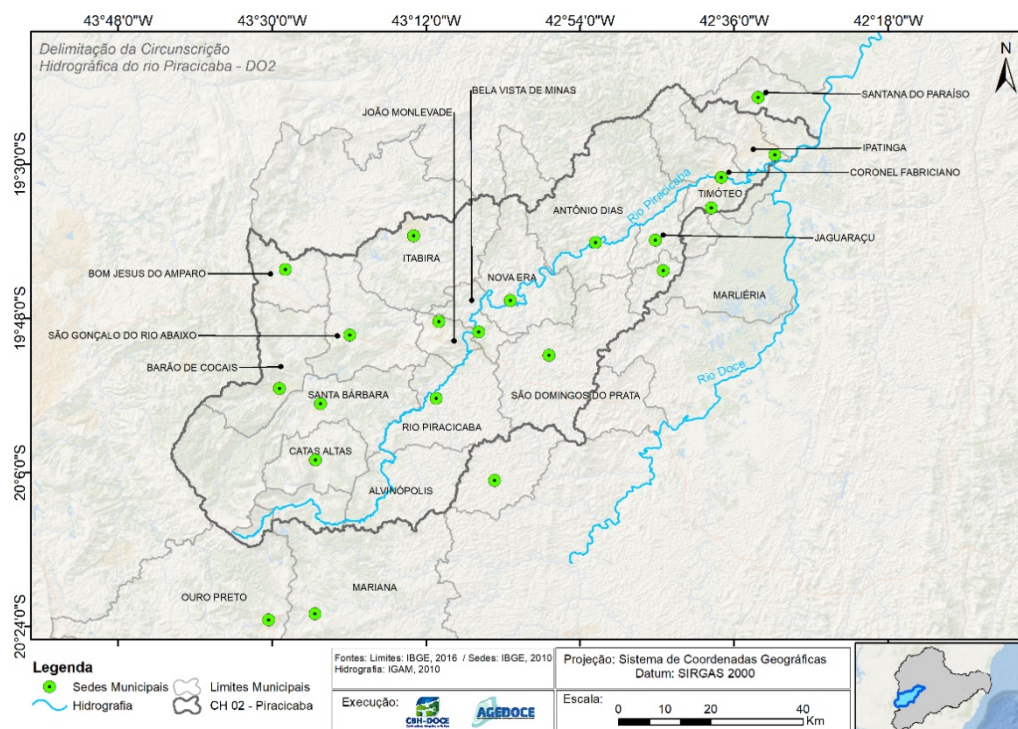 43°48'0"W 43°30'0"W 43°12'0"W 42°54'0"W 42°36'0"W 42°18'0"W
Delimitação da Circunscrição
Hidrográfica do rio Piracicaba - DO2
N
BELA VISTA DE MINAS
SANTANA DO PARAÍSO
JOÃO MONLEVADE
19°30'0"S
IPATINGA
CORONEL FABRICIANO
TIMÓTEO
Rio Piracicaba
ANTÔNIO DIAS
JAGUARAÇU
ITABIRA
BOM JESUS DO AMPARO
NOVA ERA
MARLIÉRIA
19°48'0"S
SÃO GONÇALO DO RIO ABAIXO
BARÃO DE COCAIS
Rio Doce
SANTA BÁRBARA
SÃO DOMINGOS DO PRATA
RIO PIRACICABA
CATAS ALTAS
20°6'0"S
ALVINÓPOLIS
MARIANA
OURO PRETO
20°24'0"S
Legenda
Sedes Municipais
Limites Municipais
Hidrografia
CH 02 - Piracicaba
Fontes: Limites: IBGE, 2016 / Sedes: IBGE, 2010
Hidrografia: IGAM, 2010
Execução:
CBH-DOCE
AGEDOCE
Projeção: Sistema de Coordenadas Geográficas
Datum: SIRGAS 2000
Escala:
0 10 20 40
Km